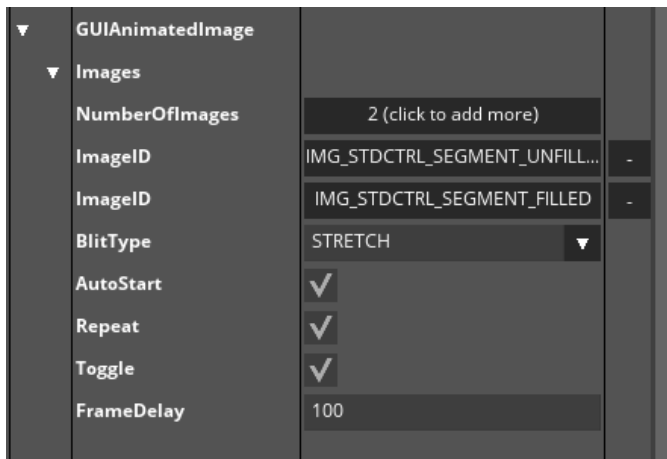 GUIAnimatedImage
Images
NumberOfImages 2 (click to add more)
ImageID IMG_STDCTRL_SEGMENT_UNFILL... -
ImageID IMG_STDCTRL_SEGMENT_FILLED -
BlitType STRETCH
AutoStart
Repeat
Toggle
FrameDelay 100